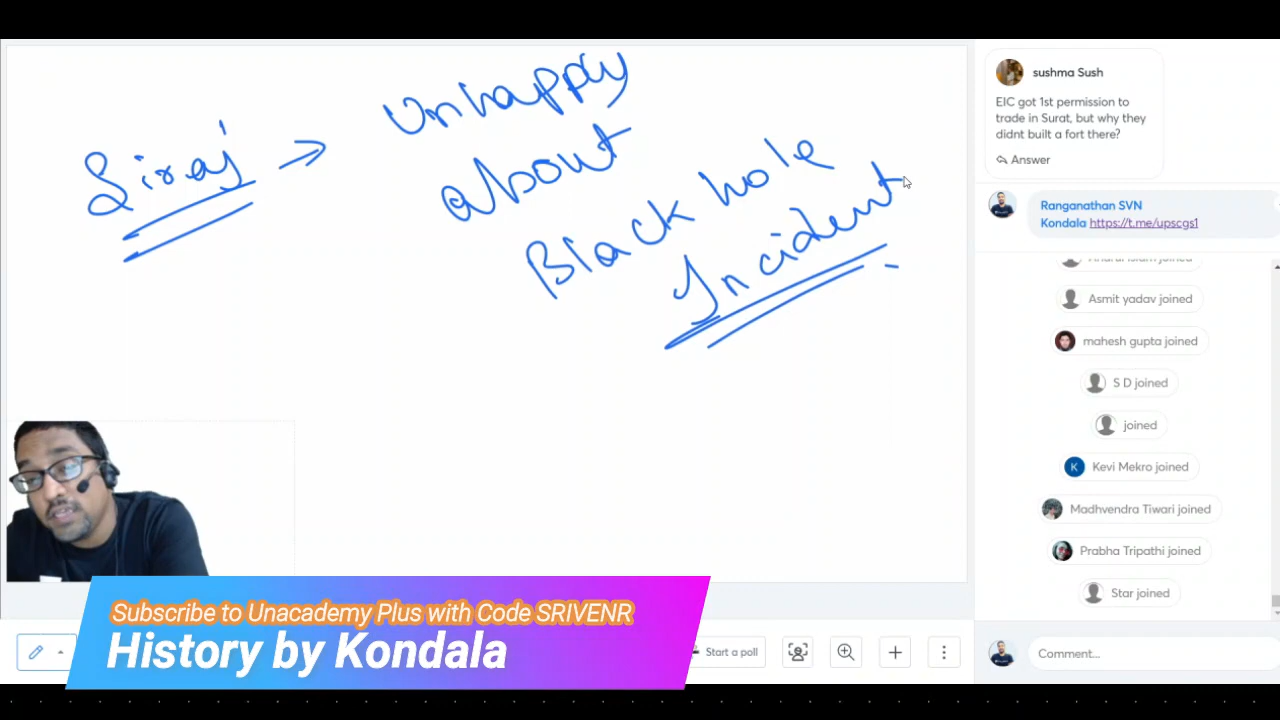 Siraj → Unhappy
about
Black hole
Incident
sushma Sush
EIC got 1st permission to
trade in Surat, but why they
didnt built a fort there?
Answer
Ranganathan SVN
Kondala https://t.me/upscgs1
Asmit yadav joined
mahesh gupta joined
S D joined
joined
K Kevi Mekro joined
Madhvendra Tiwari joined
Prabha Tripathi joined
Star joined
Subscribe to Unacademy Plus with Code SRIVENR
History by Kondala
Start a poll
Comment...